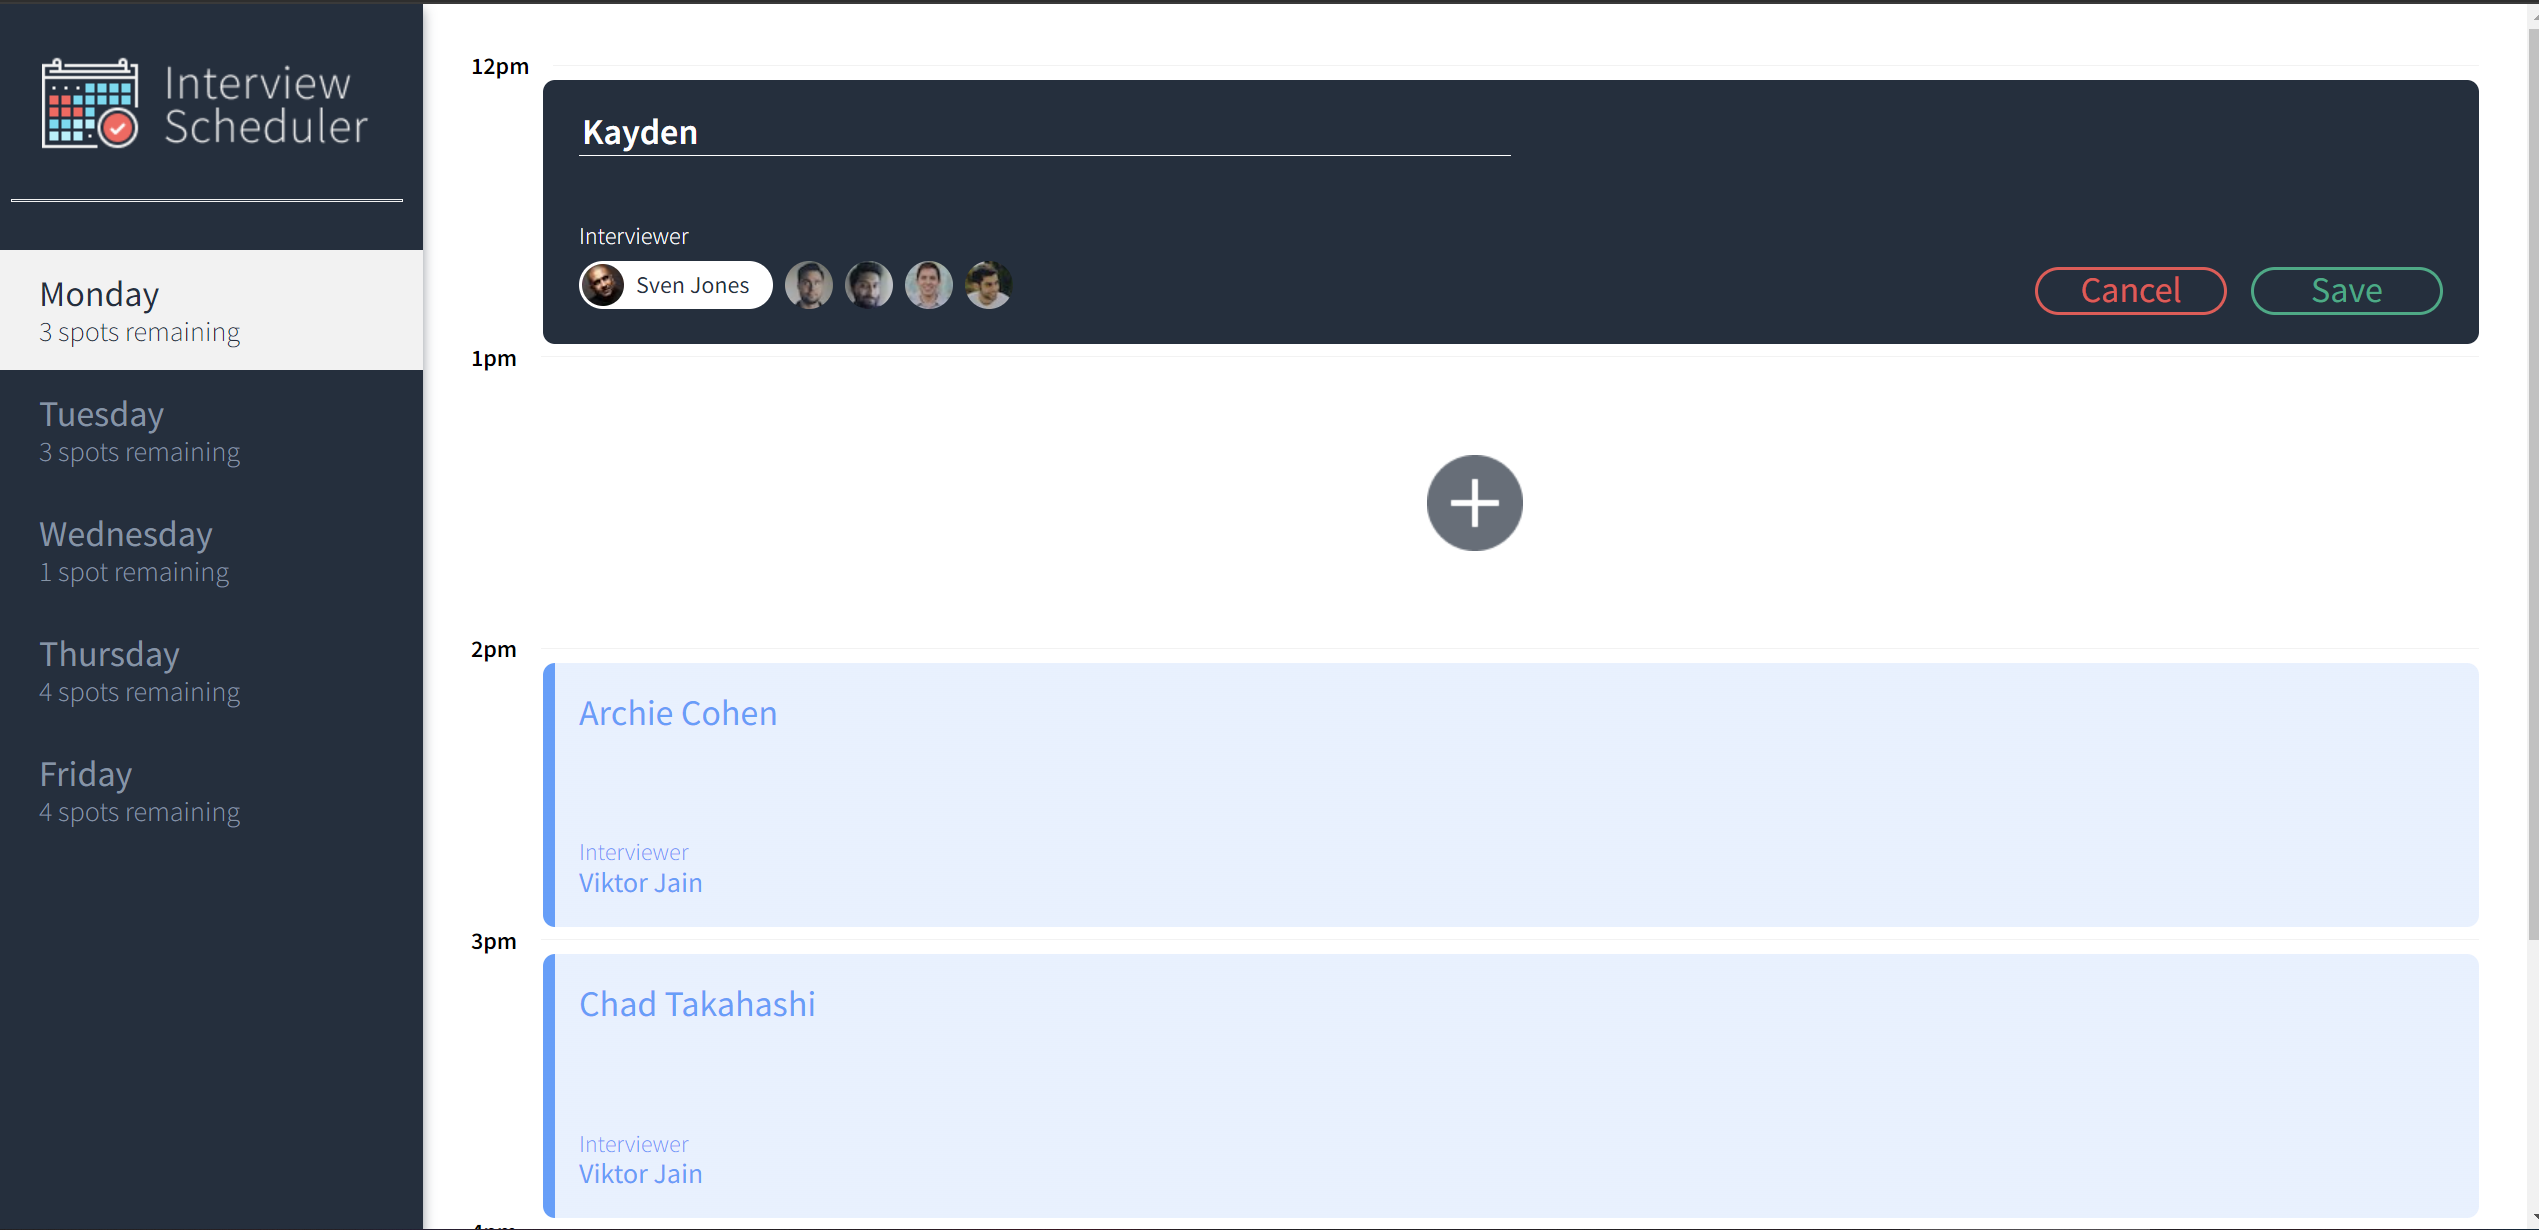 Interview
Scheduler
Monday
3 spots remaining
Tuesday
3 spots remaining
Wednesday
1 spot remaining
Thursday
4 spots remaining
Friday
4 spots remaining
12pm
Kayden
Interviewer
Sven Jones
Cancel
Save
1pm
2pm
Archie Cohen
Interviewer
Viktor Jain
3pm
Chad Takahashi
Interviewer
Viktor Jain